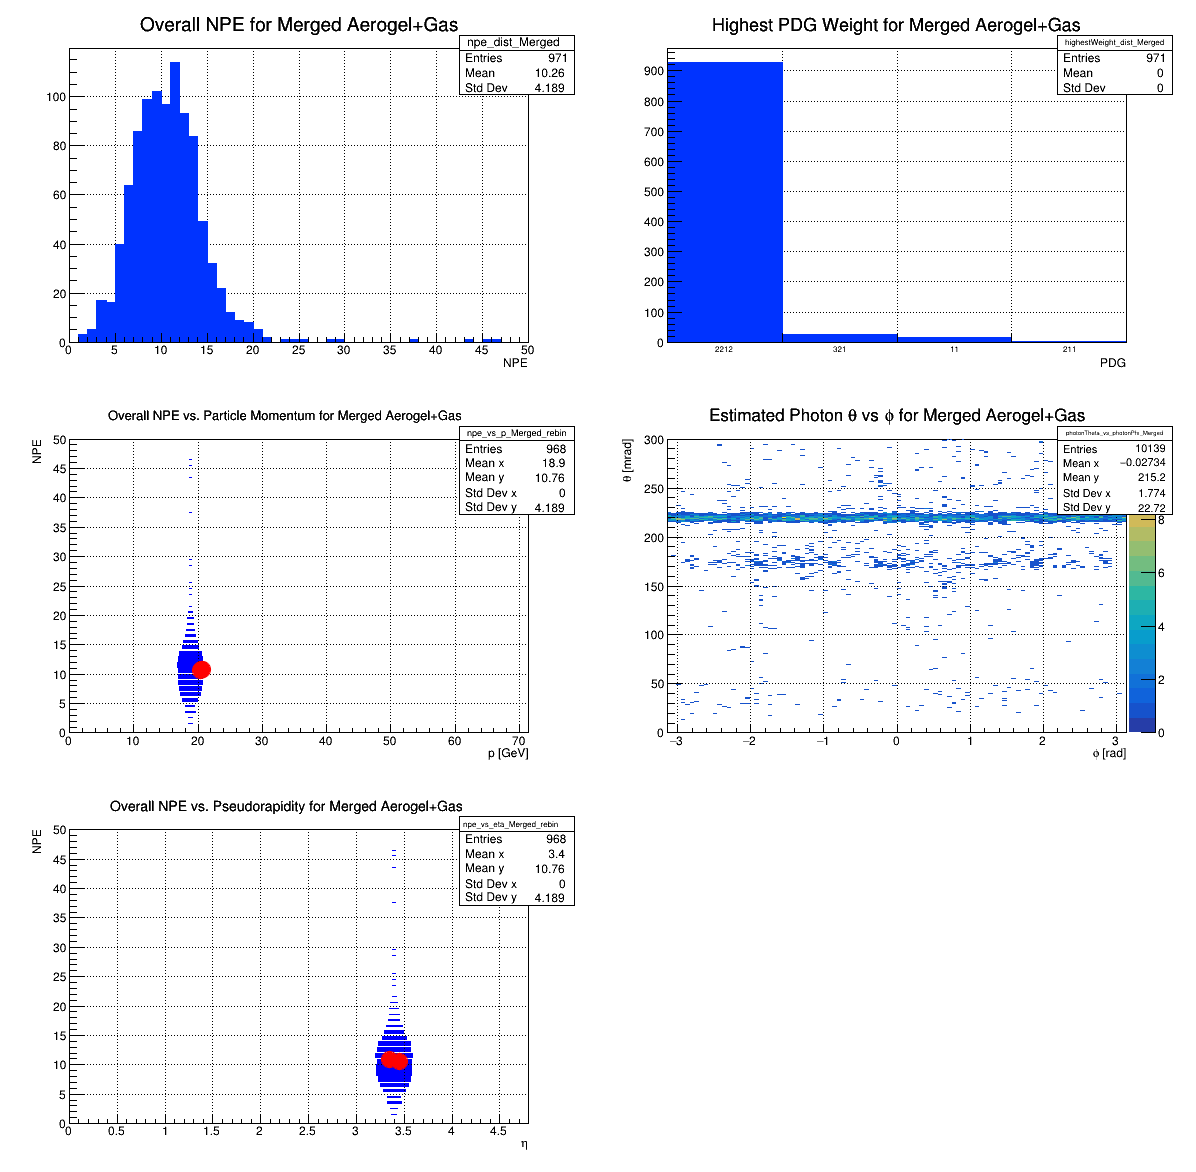 Overall NPE for Merged Aerogel+Gas
npe_dist_Merged
Entries 971
Mean 10.26
Std Dev 4.189
100
80
60
40
20
0
0 5 10 15 20 25 30 35 40 45 50
NPE
Highest PDG Weight for Merged Aerogel+Gas
highestWeight_dist_Merged
Entries 971
Mean 0
Std Dev 0
900
800
700
600
500
400
300
200
100
0
2212 321 11 211
PDG
Overall NPE vs. Particle Momentum for Merged Aerogel+Gas
npe_vs_p_Merged_rebin
Entries 968
Mean x 18.9
Mean y 10.76
Std Dev x 0
Std Dev y 4.189
NPE
50
45
40
35
30
25
20
15
10
5
0
0 10 20 30 40 50 60 70
p [GeV]
Estimated Photon θ vs ϕ for Merged Aerogel+Gas
photonTheta_vs_photonPhi_Merged
Entries 10139
Mean x −0.02734
Mean y 215.2
Std Dev x 1.774
Std Dev y 22.72
θ [mrad]
300
250
200
150
100
50
0
−3 −2 −1 0 1 2 3
ϕ [rad]
8
6
4
2
0
Overall NPE vs. Pseudorapidity for Merged Aerogel+Gas
npe_vs_eta_Merged_rebin
Entries 968
Mean x 3.4
Mean y 10.76
Std Dev x 0
Std Dev y 4.189
NPE
50
45
40
35
30
25
20
15
10
5
0
0 0.5 1 1.5 2 2.5 3 3.5 4 4.5
η